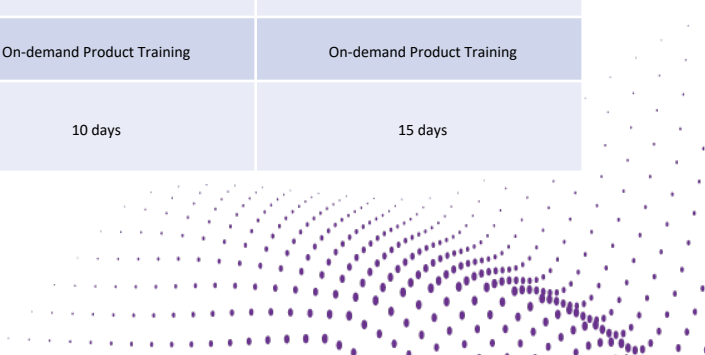 On-demand Product Training On-demand Product Training
10 days 15 days